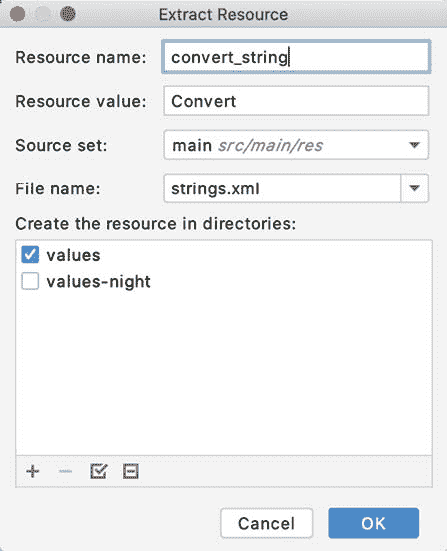 Extract Resource
Resource name: convert_string
Resource value: Convert
Source set: main src/main/res
File name: strings.xml
Create the resource in directories:
values
values-night
Cancel OK